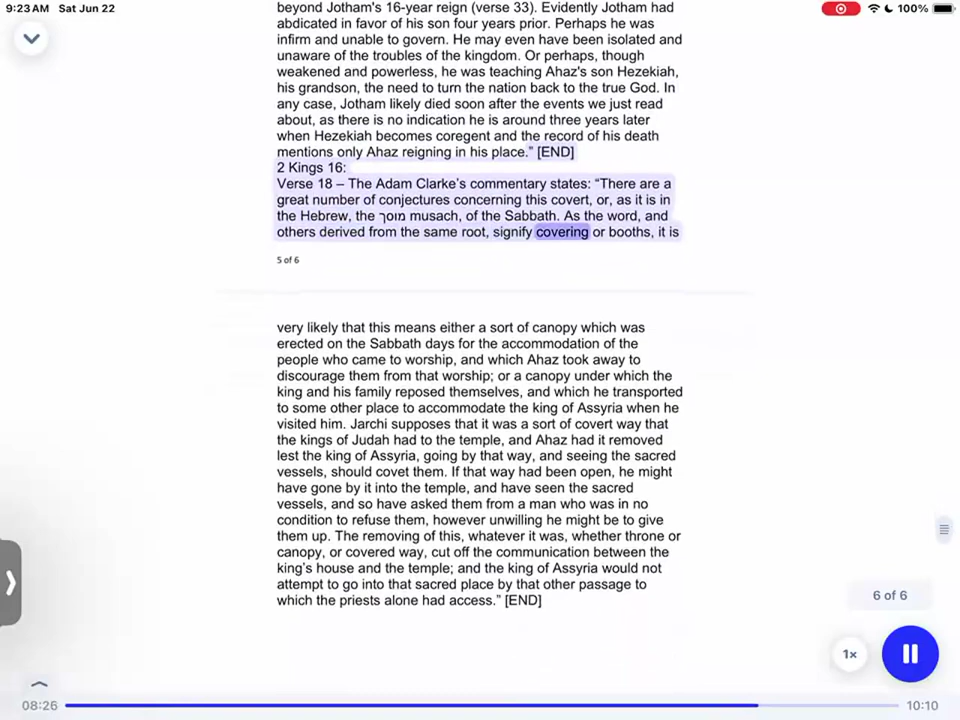 9:23 AM Sat Jun 22
100%
beyond Jotham's 16-year reign (verse 33). Evidently Jotham had
abdicated in favor of his son four years prior. Perhaps he was
infirm and unable to govern. He may even have been isolated and
unaware of the troubles of the kingdom. Or perhaps, though
weakened and powerless, he was teaching Ahaz's son Hezekiah,
his grandson, the need to turn the nation back to the true God. In
any case, Jotham likely died soon after the events we just read
about, as there is no indication he is around three years later
when Hezekiah becomes coregent and the record of his death
mentions only Ahaz reigning in his place.” [END]
2 Kings 16:
Verse 18 – The Adam Clarke's commentary states: “There are a
great number of conjectures concerning this covert, or, as it is in
the Hebrew, the מוסך musach, of the Sabbath. As the word, and
others derived from the same root, signify covering or booths, it is
5 of 6
very likely that this means either a sort of canopy which was
erected on the Sabbath days for the accommodation of the
people who came to worship, and which Ahaz took away to
discourage them from that worship; or a canopy under which the
king and his family reposed themselves, and which he transported
to some other place to accommodate the king of Assyria when he
visited him. Jarchi supposes that it was a sort of covert way that
the kings of Judah had to the temple, and Ahaz had it removed
lest the king of Assyria, going by that way, and seeing the sacred
vessels, should covet them. If that way had been open, he might
have gone by it into the temple, and have seen the sacred
vessels, and so have asked them from a man who was in no
condition to refuse them, however unwilling he might be to give
them up. The removing of this, whatever it was, whether throne or
canopy, or covered way, cut off the communication between the
king's house and the temple; and the king of Assyria would not
attempt to go into that sacred place by that other passage to
which the priests alone had access.” [END]
6 of 6
1×
08:26
10:10